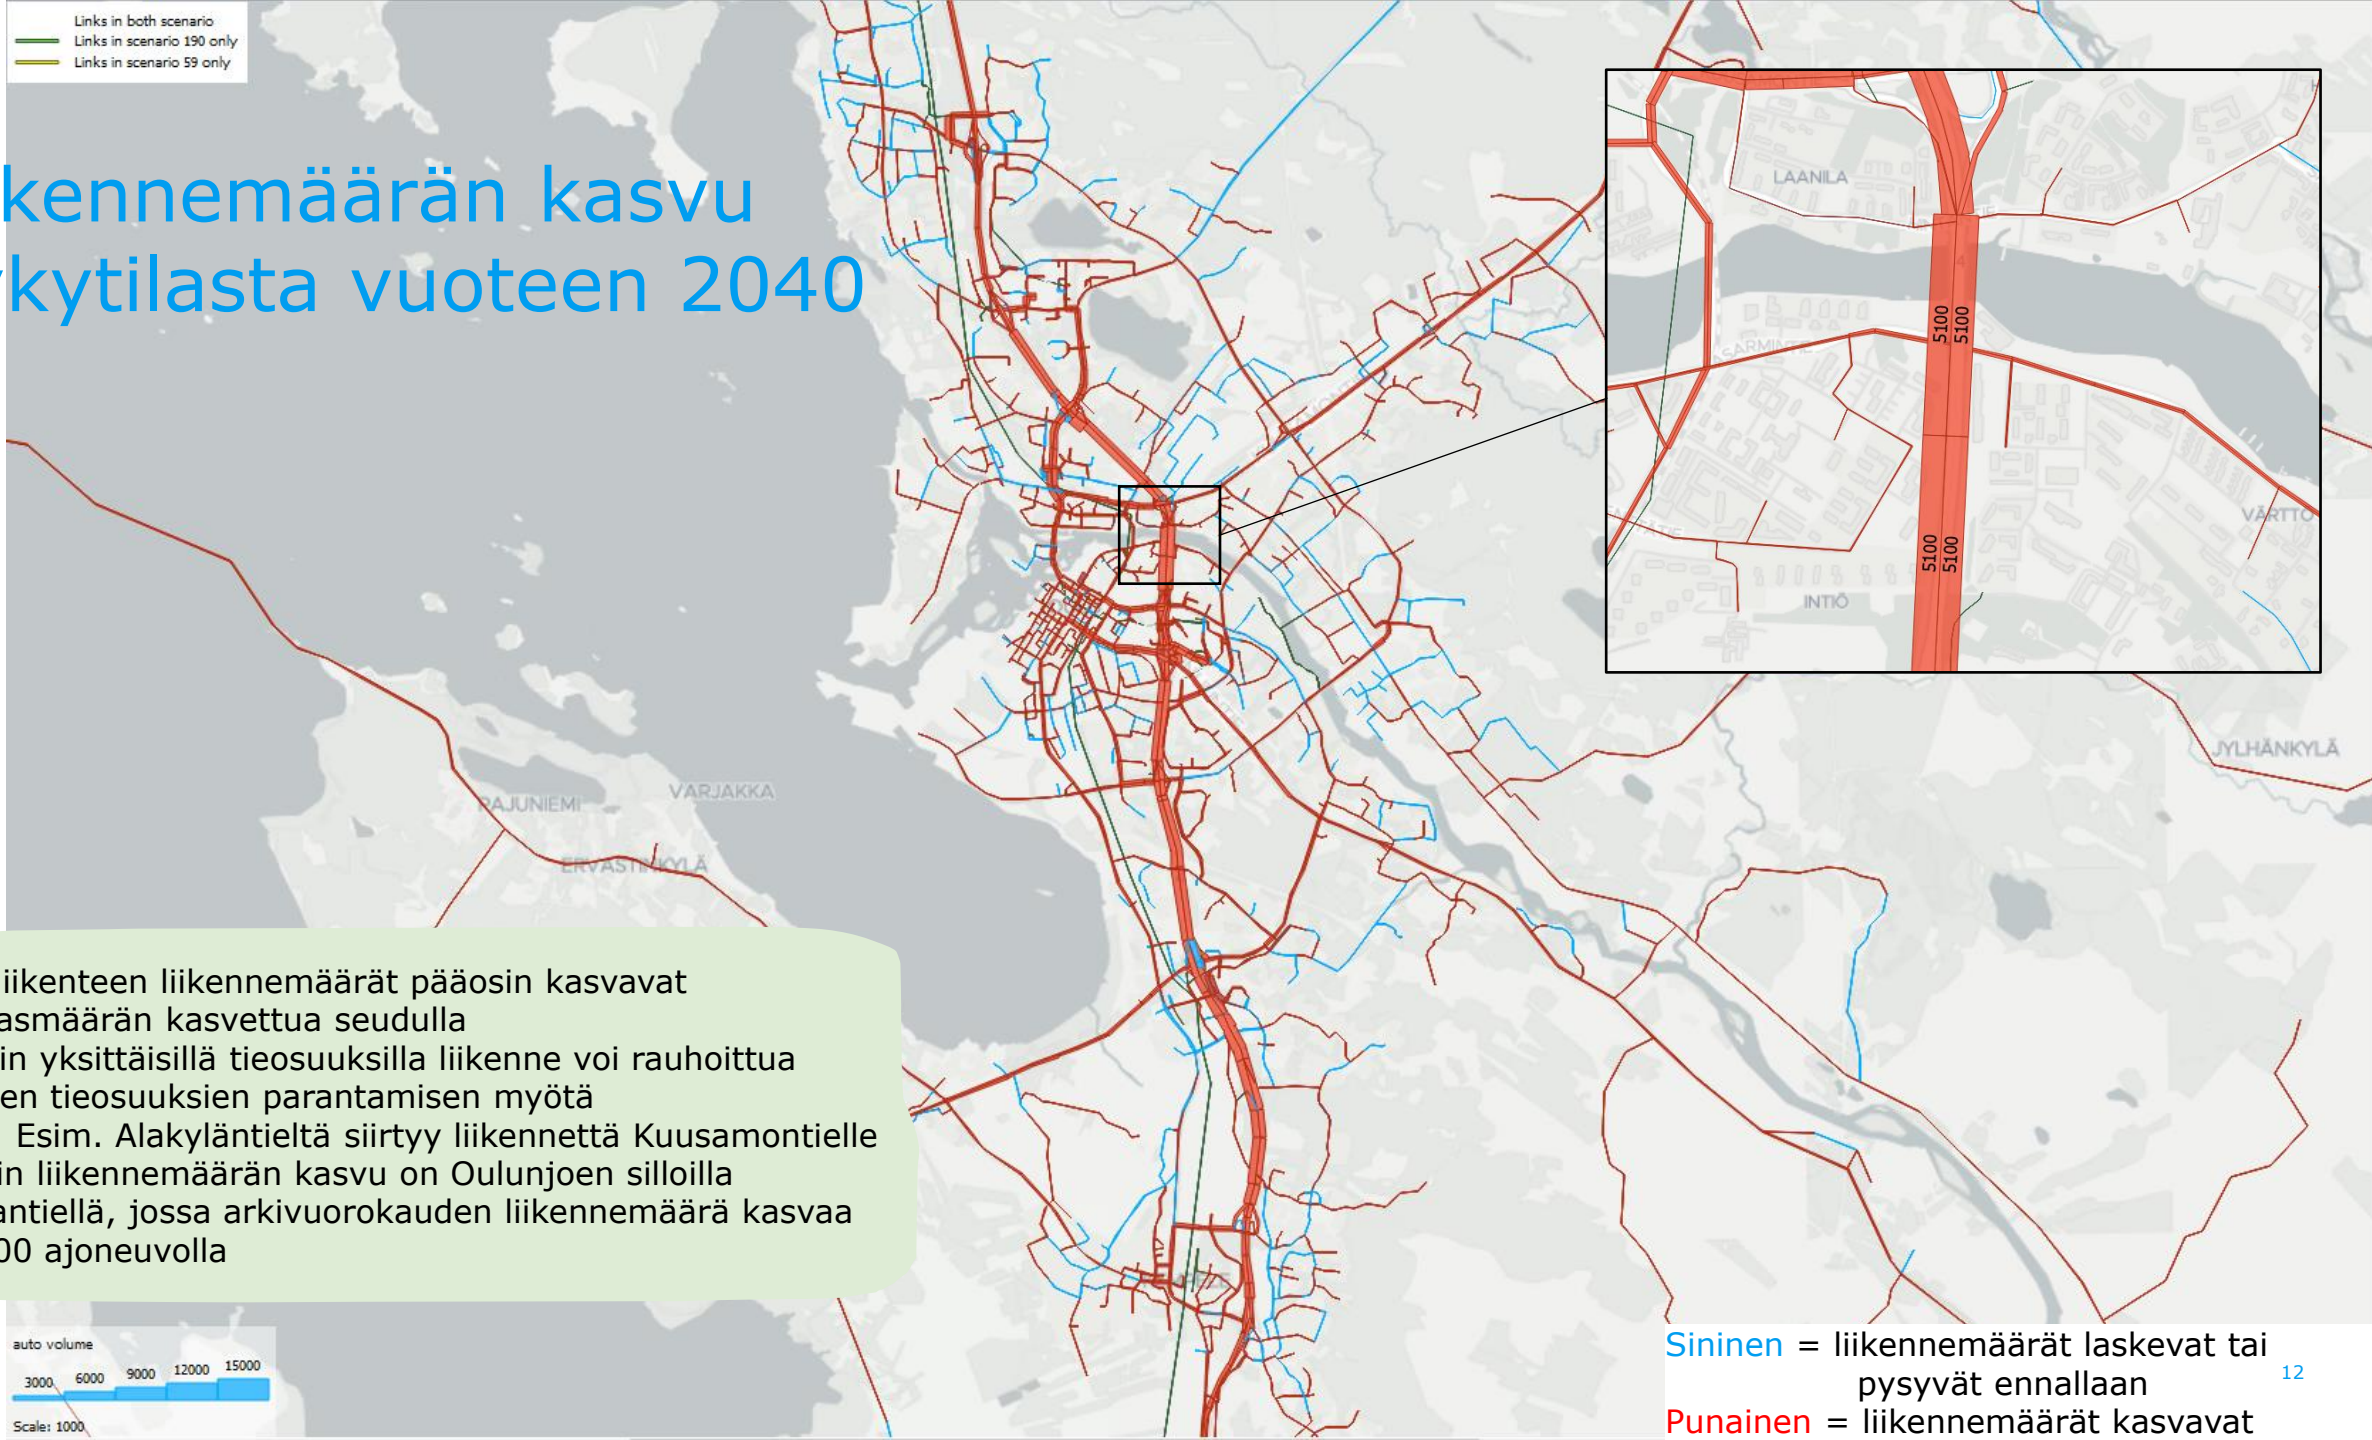 Links in both scenario
Links in scenario 190 only
Links in scenario 59 only
kennemäärän kasvu
ykytilasta vuoteen 2040
LAANILA
5100 5100
VÄRTTÖ
5100 5100
INTIÖ
JYLHÄNKYLÄ
PAJUNIEMI
VARJAKKA
ERVASTINKYLÄ
iikenteen liikennemäärät pääosin kasvavat
asmäärän kasvettua seudulla
in yksittäisillä tieosuuksilla liikenne voi rauhoittua
en tieosuuksien parantamisen myötä
Esim. Alakyläntieltä siirtyy liikennettä Kuusamontielle
in liikennemäärän kasvu on Oulunjoen silloilla
antiellä, jossa arkivuorokauden liikennemäärä kasvaa
00 ajoneuvolla
auto volume
3000 6000 9000 12000 15000
Scale: 1000
Sininen = liikennemäärät laskevat tai
pysyvät ennallaan
Punainen = liikennemäärät kasvavat
12